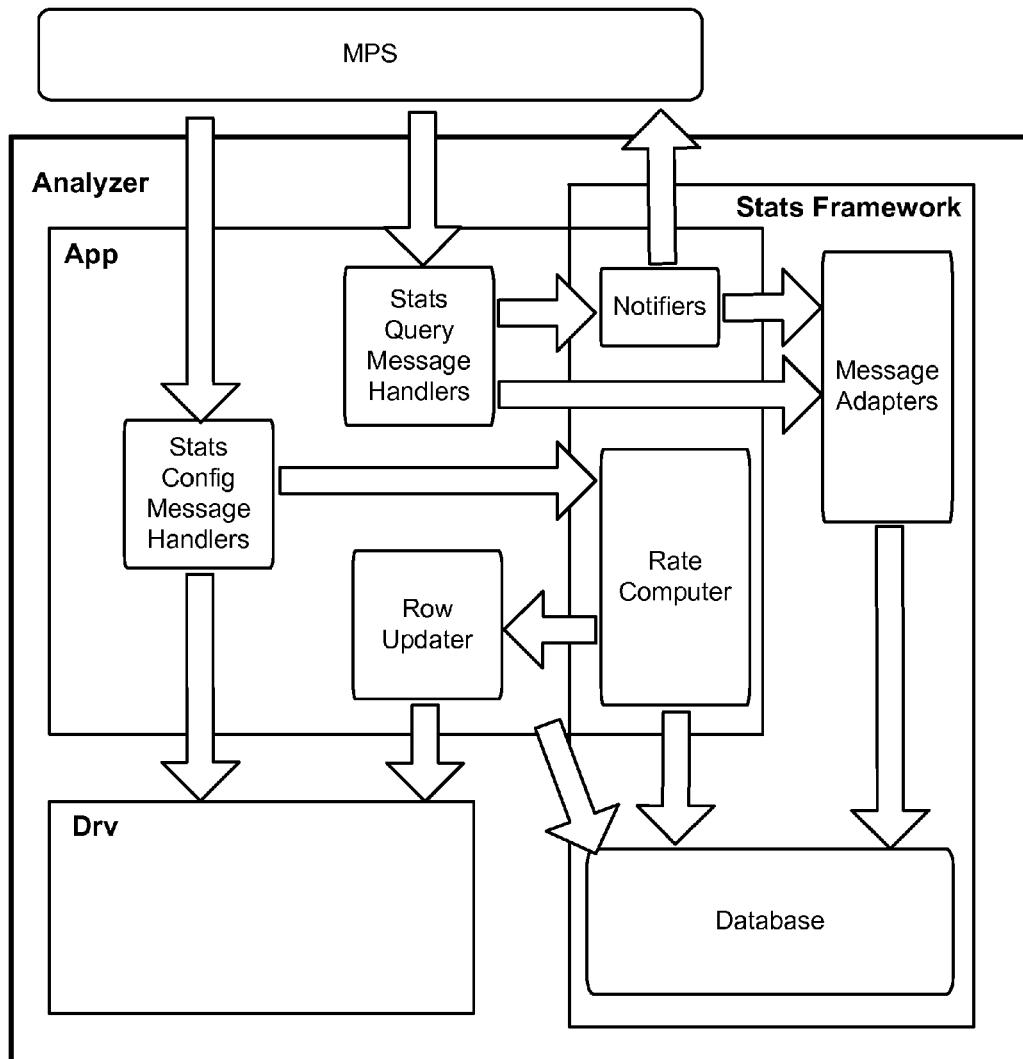 MPS
Analyzer
Stats Framework
App
Stats
Query
Message
Handlers
Notifiers
Message
Adapters
Stats
Config
Message
Handlers
Rate
Computer
Row
Updater
Drv
Database